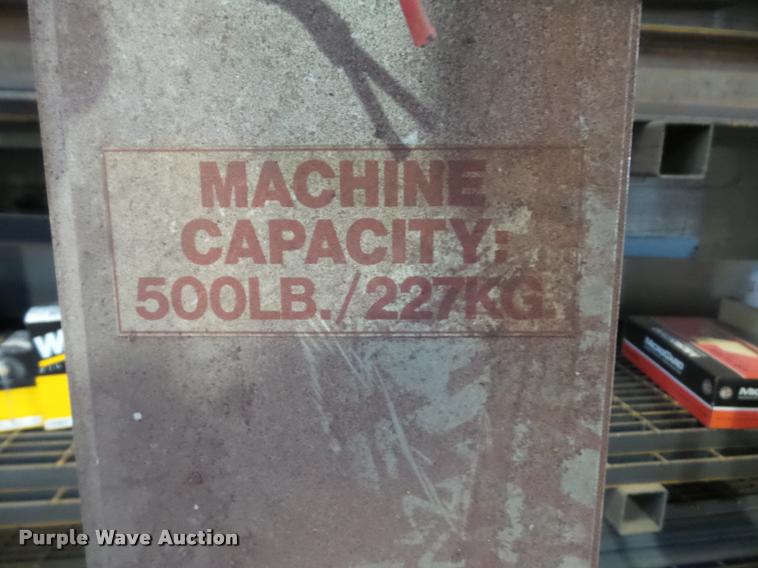 MACHINE
CAPACITY:
500LB./227KG.
W
Purple Wave Auction